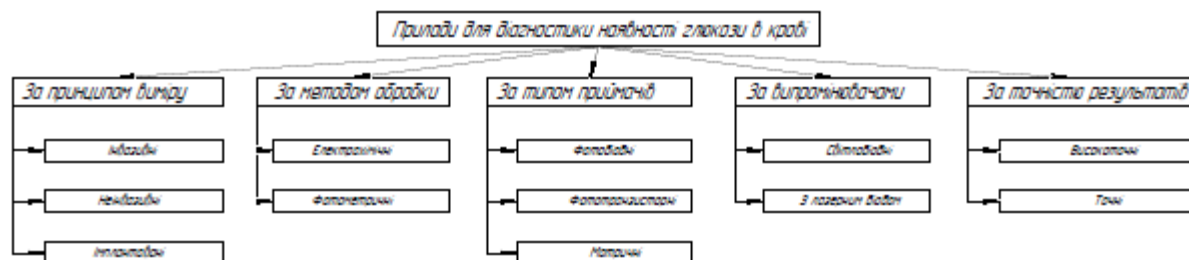 Прилади для діагностики наявності глюкози в крові
За принципом виміру
За методом обробки
За типом приймачів
За випромінювачами
За точністю результатів
Інвазивні
Електрохімічні
Фотодіодні
Світлодіодні
Високоточні
Неінвазивні
Фотометричні
Фототранзисторні
З лазерним діодом
Точні
Імплантовані
Матричні